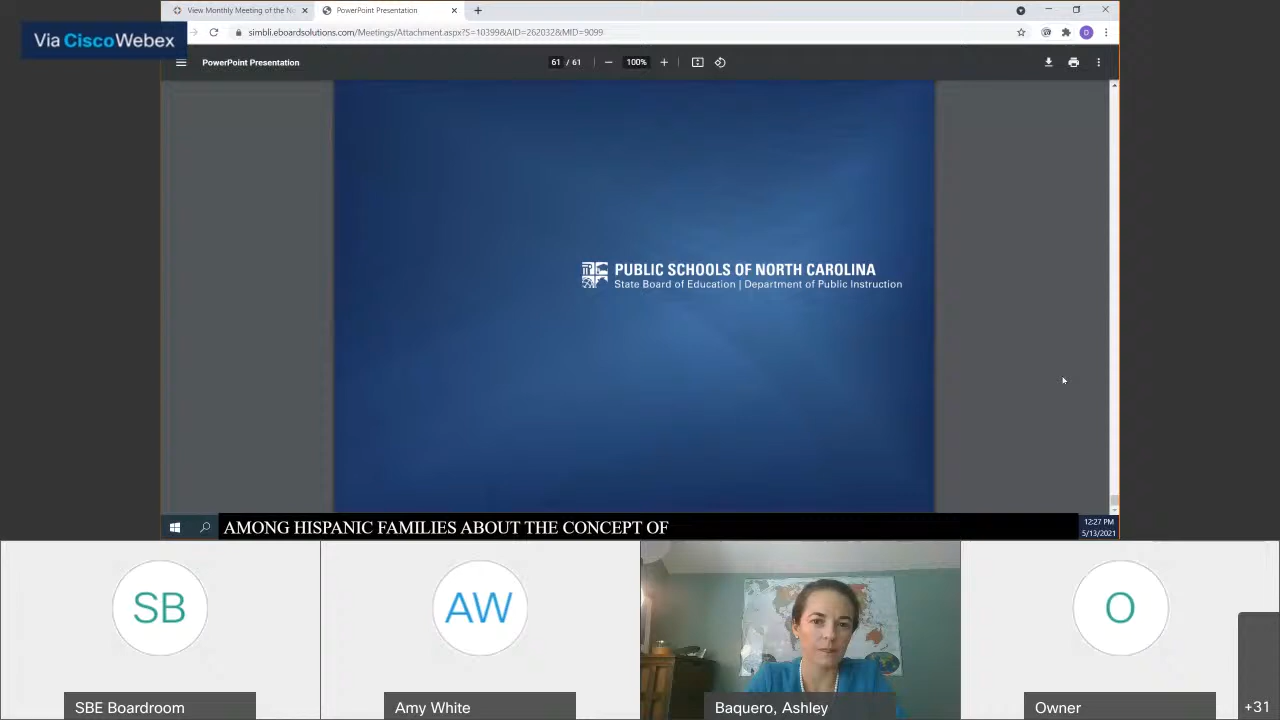 Via CiscoWebex
View Monthly Meeting of the No
PowerPoint Presentation
simbli.eboardsolutions.com/Meetings/Attachment.aspx?S=10399&AID=262032&MID=9099
D
PowerPoint Presentation
61 / 61
100%
PUBLIC SCHOOLS OF NORTH CAROLINA
State Board of Education | Department of Public Instruction
AMONG HISPANIC FAMILIES ABOUT THE CONCEPT OF
12:27 PM
5/13/2021
SB
AW
O
SBE Boardroom
Amy White
Baquero, Ashley
Owner
+31